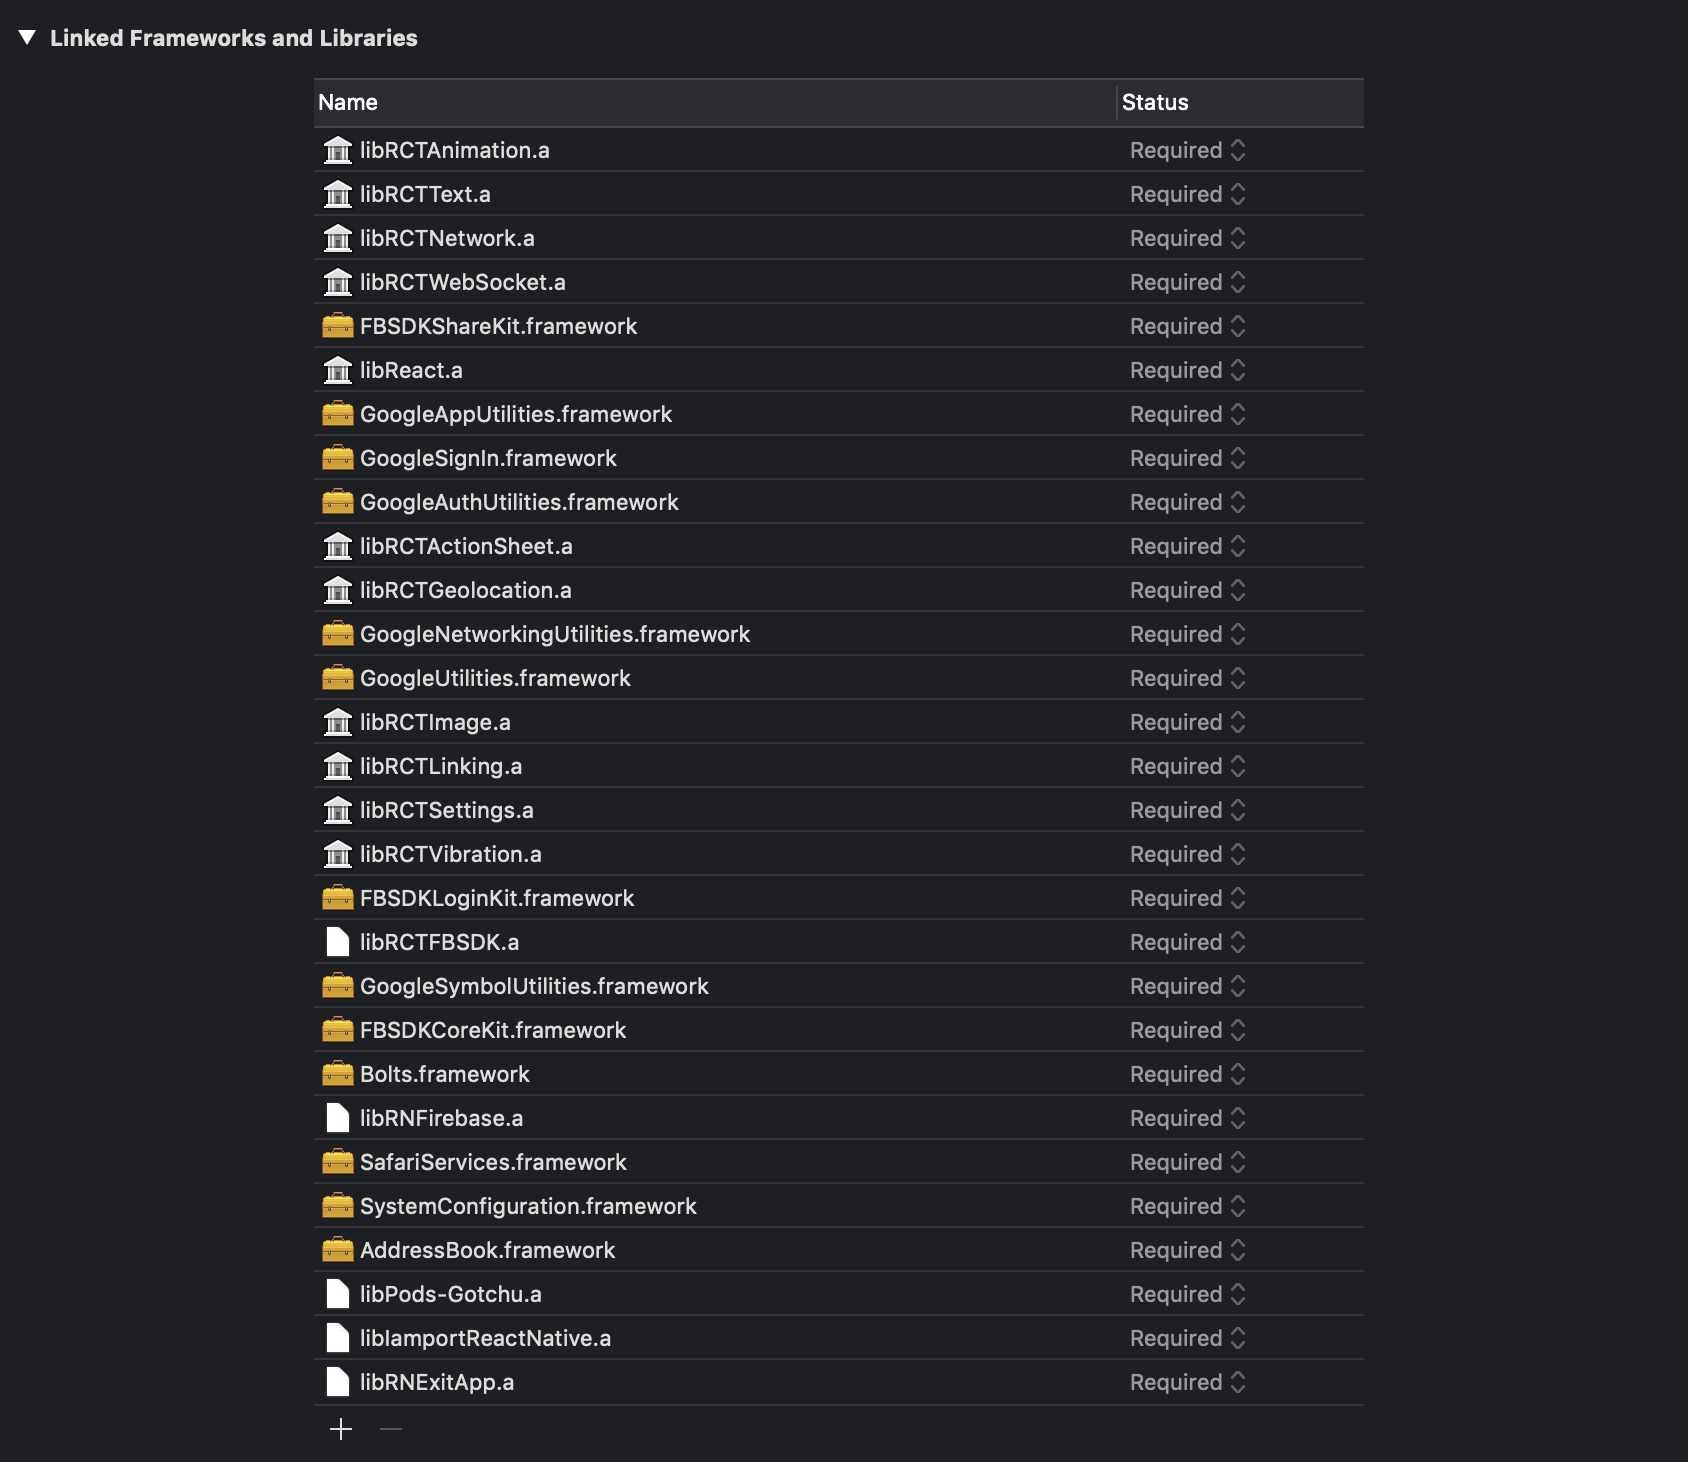 Linked Frameworks and Libraries
Name Status
libRCTAnimation.a Required
libRCTText.a Required
libRCTNetwork.a Required
libRCTWebSocket.a Required
FBSDKShareKit.framework Required
libReact.a Required
GoogleAppUtilities.framework Required
GoogleSignIn.framework Required
GoogleAuthUtilities.framework Required
libRCTActionSheet.a Required
libRCTGeolocation.a Required
GoogleNetworkingUtilities.framework Required
GoogleUtilities.framework Required
libRCTImage.a Required
libRCTLinking.a Required
libRCTSettings.a Required
libRCTVibration.a Required
FBSDKLoginKit.framework Required
libRCTFBSDK.a Required
GoogleSymbolUtilities.framework Required
FBSDKCoreKit.framework Required
Bolts.framework Required
libRNFirebase.a Required
SafariServices.framework Required
SystemConfiguration.framework Required
AddressBook.framework Required
libPods-Gotchu.a Required
libIamportReactNative.a Required
libRNExitApp.a Required